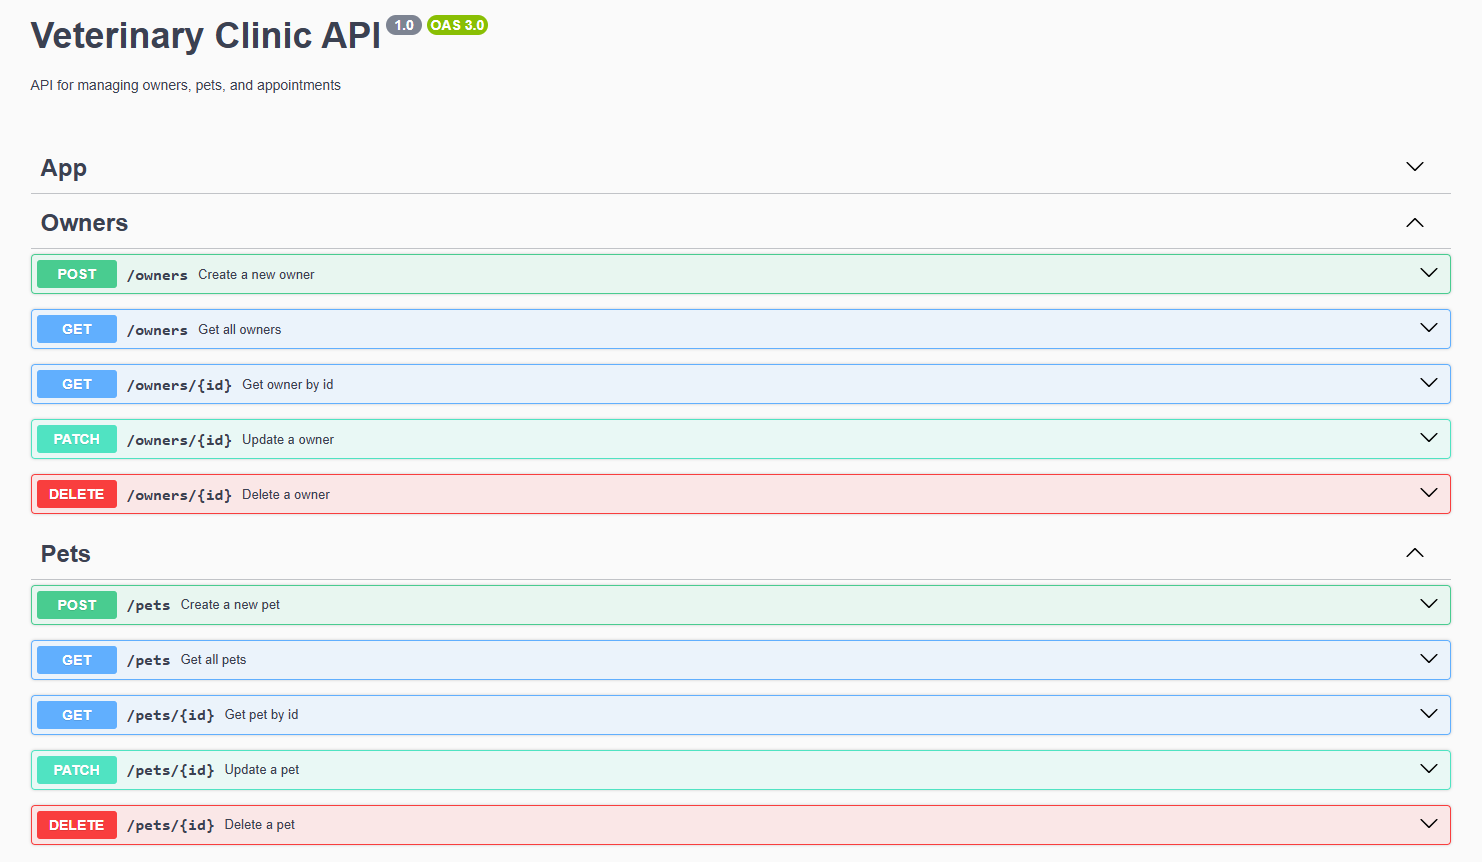 Veterinary Clinic API 1.0 OAS 3.0
API for managing owners, pets, and appointments
App
Owners
POST /owners Create a new owner
GET /owners Get all owners
GET /owners/{id} Get owner by id
PATCH /owners/{id} Update a owner
DELETE /owners/{id} Delete a owner
Pets
POST /pets Create a new pet
GET /pets Get all pets
GET /pets/{id} Get pet by id
PATCH /pets/{id} Update a pet
DELETE /pets/{id} Delete a pet